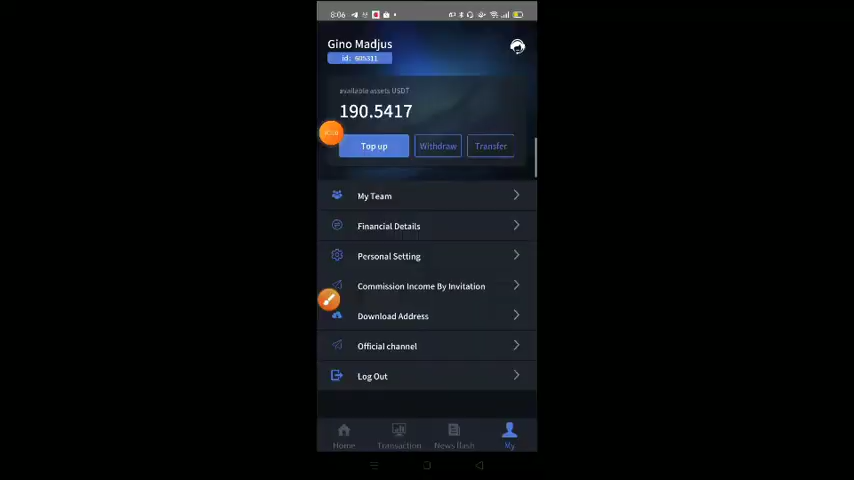 8:06
Gino Madjus
id: 605311
available assets USDT
190.5417
Top up
Withdraw
Transfer
My Team
Financial Details
Personal Setting
Commission Income By Invitation
Download Address
Official channel
Log Out
Home
Transaction
News flash
My